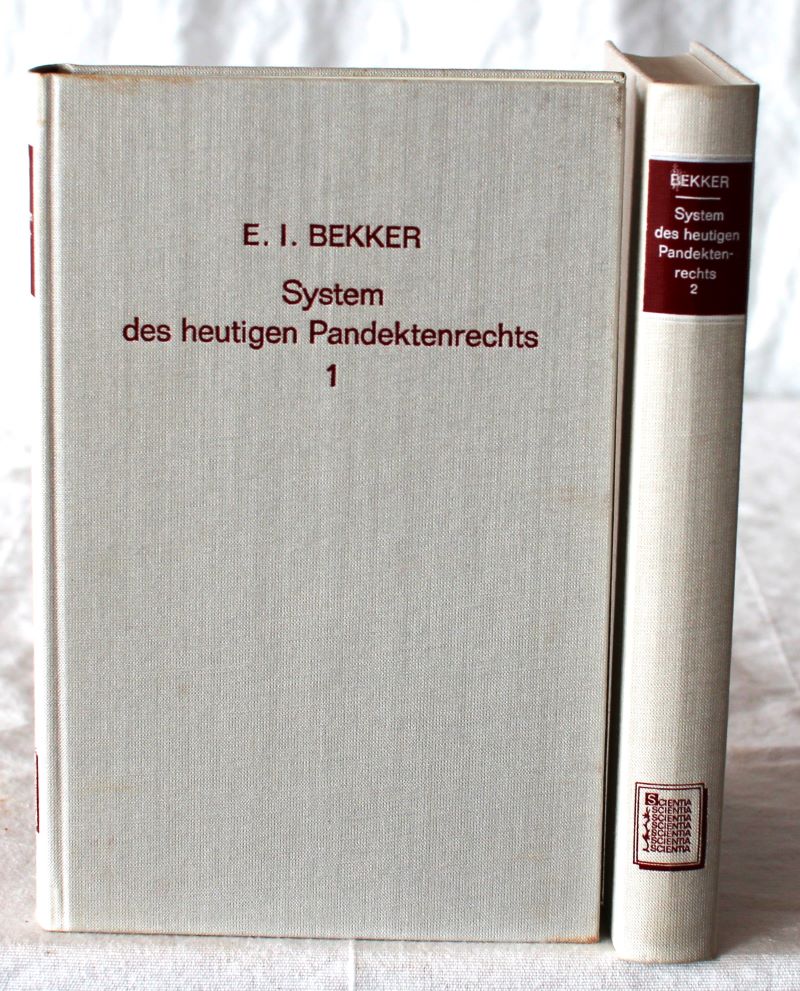 E. I. BEKKER
System
des heutigen Pandektenrechts
1
BEKKER
System
des heutigen
Pandekten-
rechts
2
SCIENTIA
SCIENTIA
SCIENTIA
SCIENTIA
SCIENTIA
SCIENTIA
SCIENTIA